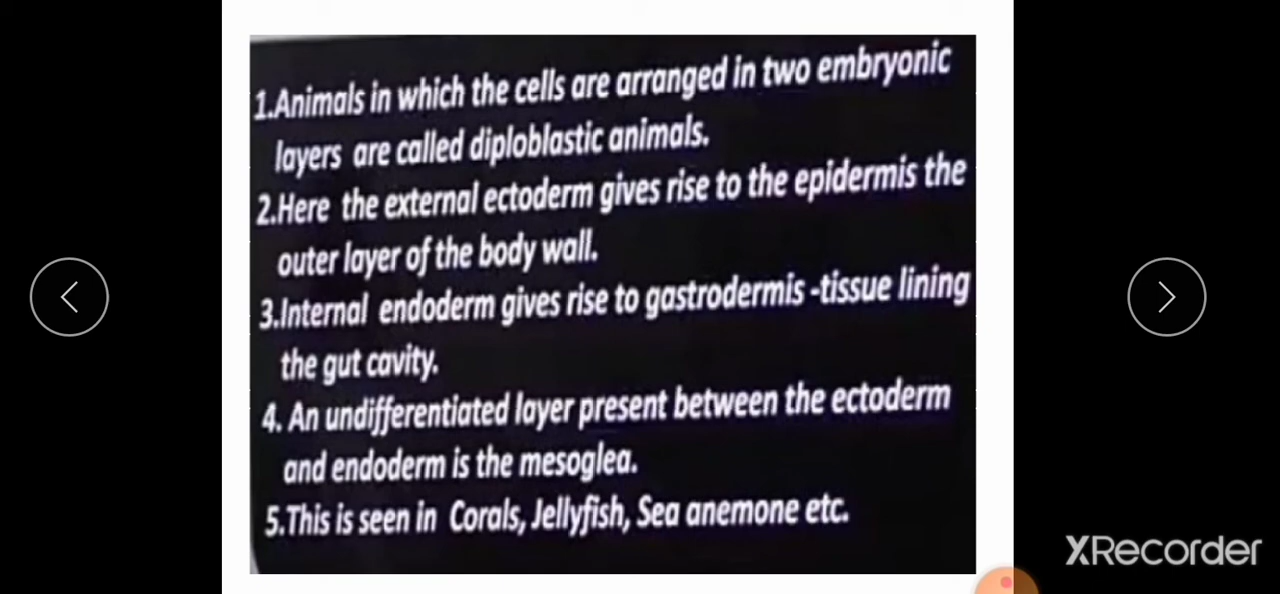 1.Animals in which the cells are arranged in two embryonic
layers are called diploblastic animals.
2.Here the external ectoderm gives rise to the epidermis the
outer layer of the body wall.
3.Internal endoderm gives rise to gastrodermis -tissue lining
the gut cavity.
4. An undifferentiated layer present between the ectoderm
and endoderm is the mesoglea.
5.This is seen in Corals, Jellyfish, Sea anemone etc.
XRecorder